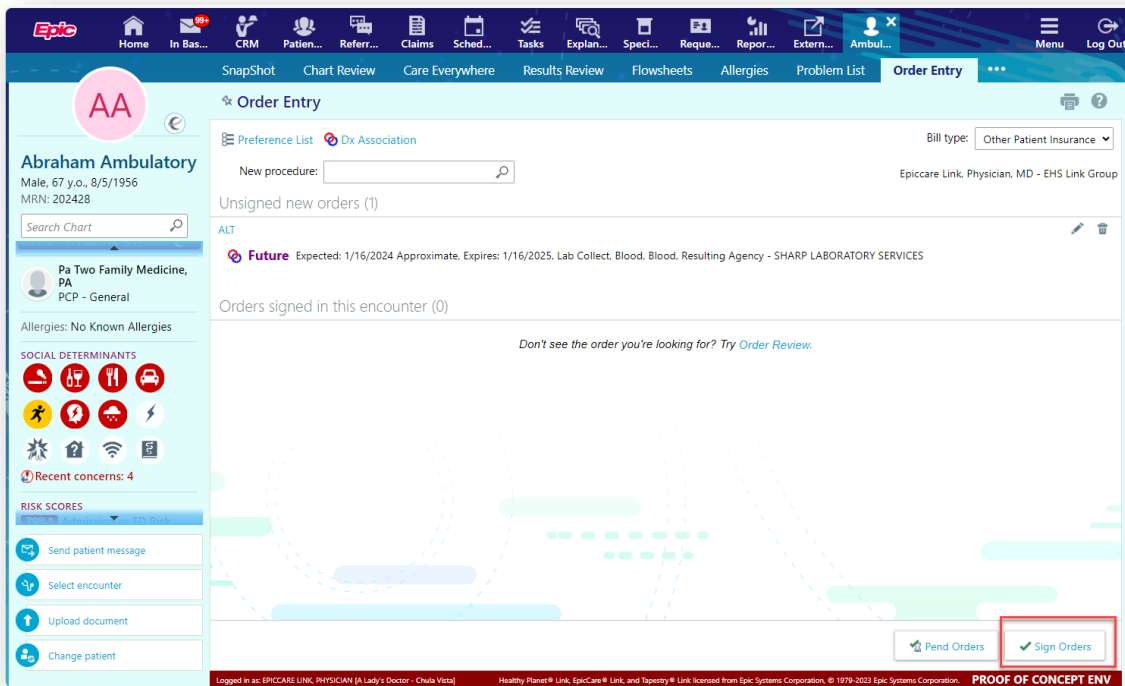 Epic
Home
99+
In Bas...
CRM
Patien...
Referr...
Claims
Sched...
Tasks
Explan...
Speci...
Reque...
Repor...
Extern...
Ambul...
Menu
Log Out
SnapShot
Chart Review
Care Everywhere
Results Review
Flowsheets
Allergies
Problem List
Order Entry
AA
Abraham Ambulatory
Male, 67 y.o., 8/5/1956
MRN: 202428
Search Chart
Pa Two Family Medicine,
PA
PCP - General
Allergies: No Known Allergies
SOCIAL DETERMINANTS
Recent concerns: 4
RISK SCORES
Send patient message
Select encounter
Upload document
Change patient
Order Entry
Preference List
Dx Association
Bill type:
Other Patient Insurance
New procedure:
Epiccare Link, Physician, MD - EHS Link Group
Unsigned new orders (1)
ALT
Future Expected: 1/16/2024 Approximate, Expires: 1/16/2025, Lab Collect, Blood, Blood, Resulting Agency - SHARP LABORATORY SERVICES
Orders signed in this encounter (0)
Don't see the order you're looking for? Try Order Review.
Pend Orders
Sign Orders
Logged in as: EPICCARE LINK, PHYSICIAN [A Lady's Doctor - Chula Vista]
Healthy Planet® Link, EpicCare® Link, and Tapestry® Link licensed from Epic Systems Corporation, © 1979-2023 Epic Systems Corporation.
PROOF OF CONCEPT ENV